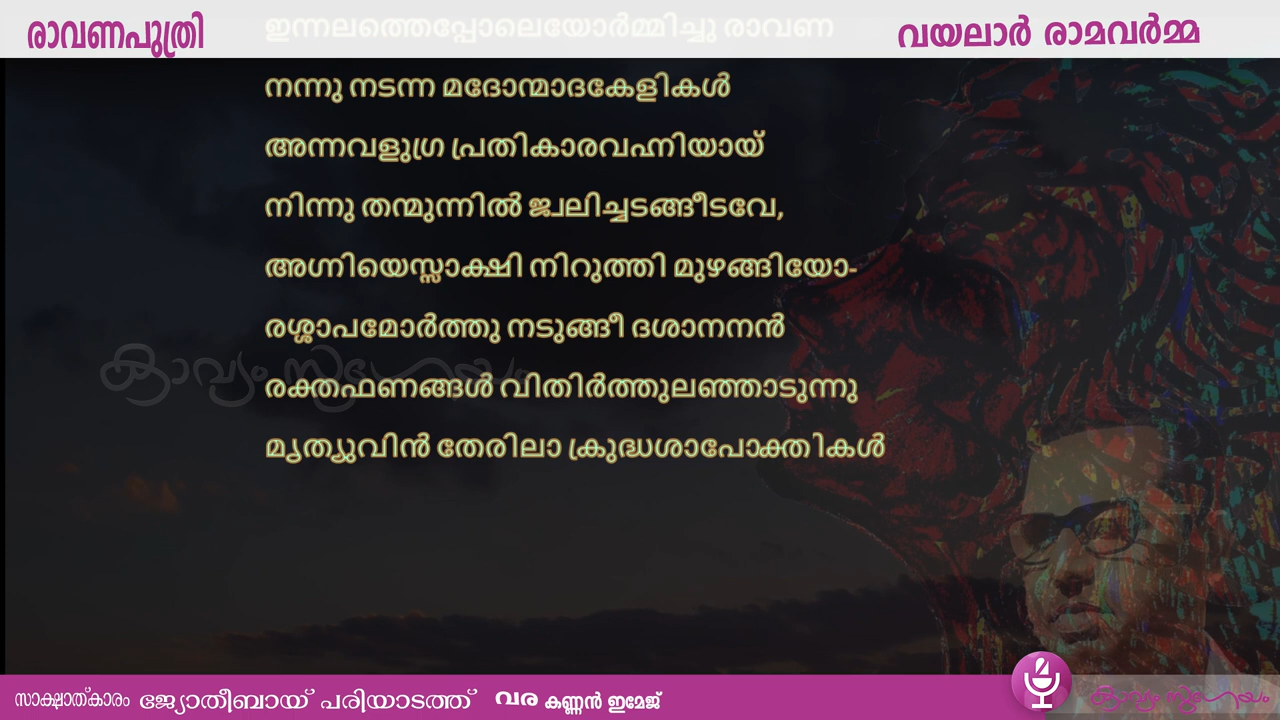 രാവണപുത്രി
വയലാർ രാമവർമ്മ
ഇന്നലത്തെപ്പോലെയോർമ്മിച്ചു രാവണ
നന്നു നടന്ന മദോന്മാദകേളികൾ
അന്നവളുഗ്ര പ്രതികാരവഹ്നിയായ്
നിന്നു തന്മുന്നിൽ ജ്വലിച്ചടങ്ങീടവേ,
അഗ്നിയെസ്സാക്ഷി നിറുത്തി മുഴങ്ങിയോ-
രശ്ശാപമോർത്തു നടുങ്ങീ ദശാനനൻ
രക്തഫണങ്ങൾ വിതിർത്തുലഞ്ഞാടുന്നു
മൃത്യുവിൻ തേരിലാ ക്രുദ്ധശാപോക്തികൾ
കാവ്യം സുഗേയം
സാക്ഷാത്കാരം ജ്യോതീബായ് പരിയാടത്ത് വര കണ്ണൻ ഇമേജ്
കാവ്യം സുഗേയം